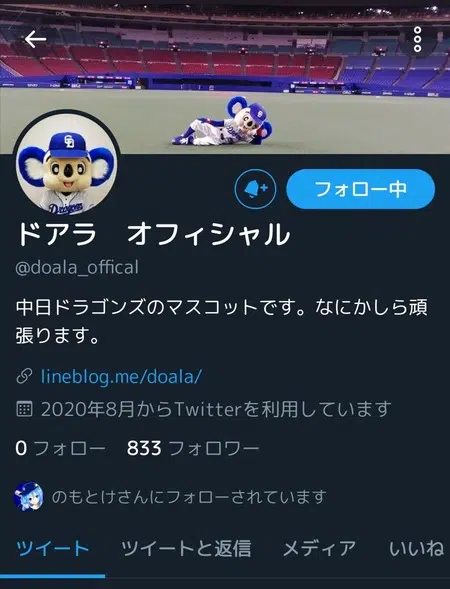 CD
Dragons
フォロー中
ドアラ　オフィシャル
@doala_offical
中日ドラゴンズのマスコットです。なにかしら頑
張ります。
lineblog.me/doala/
2020年8月からTwitterを利用しています
0 フォロー 833 フォロワー
のもとけさんにフォローされています
ツイート ツイートと返信 メディア いいね